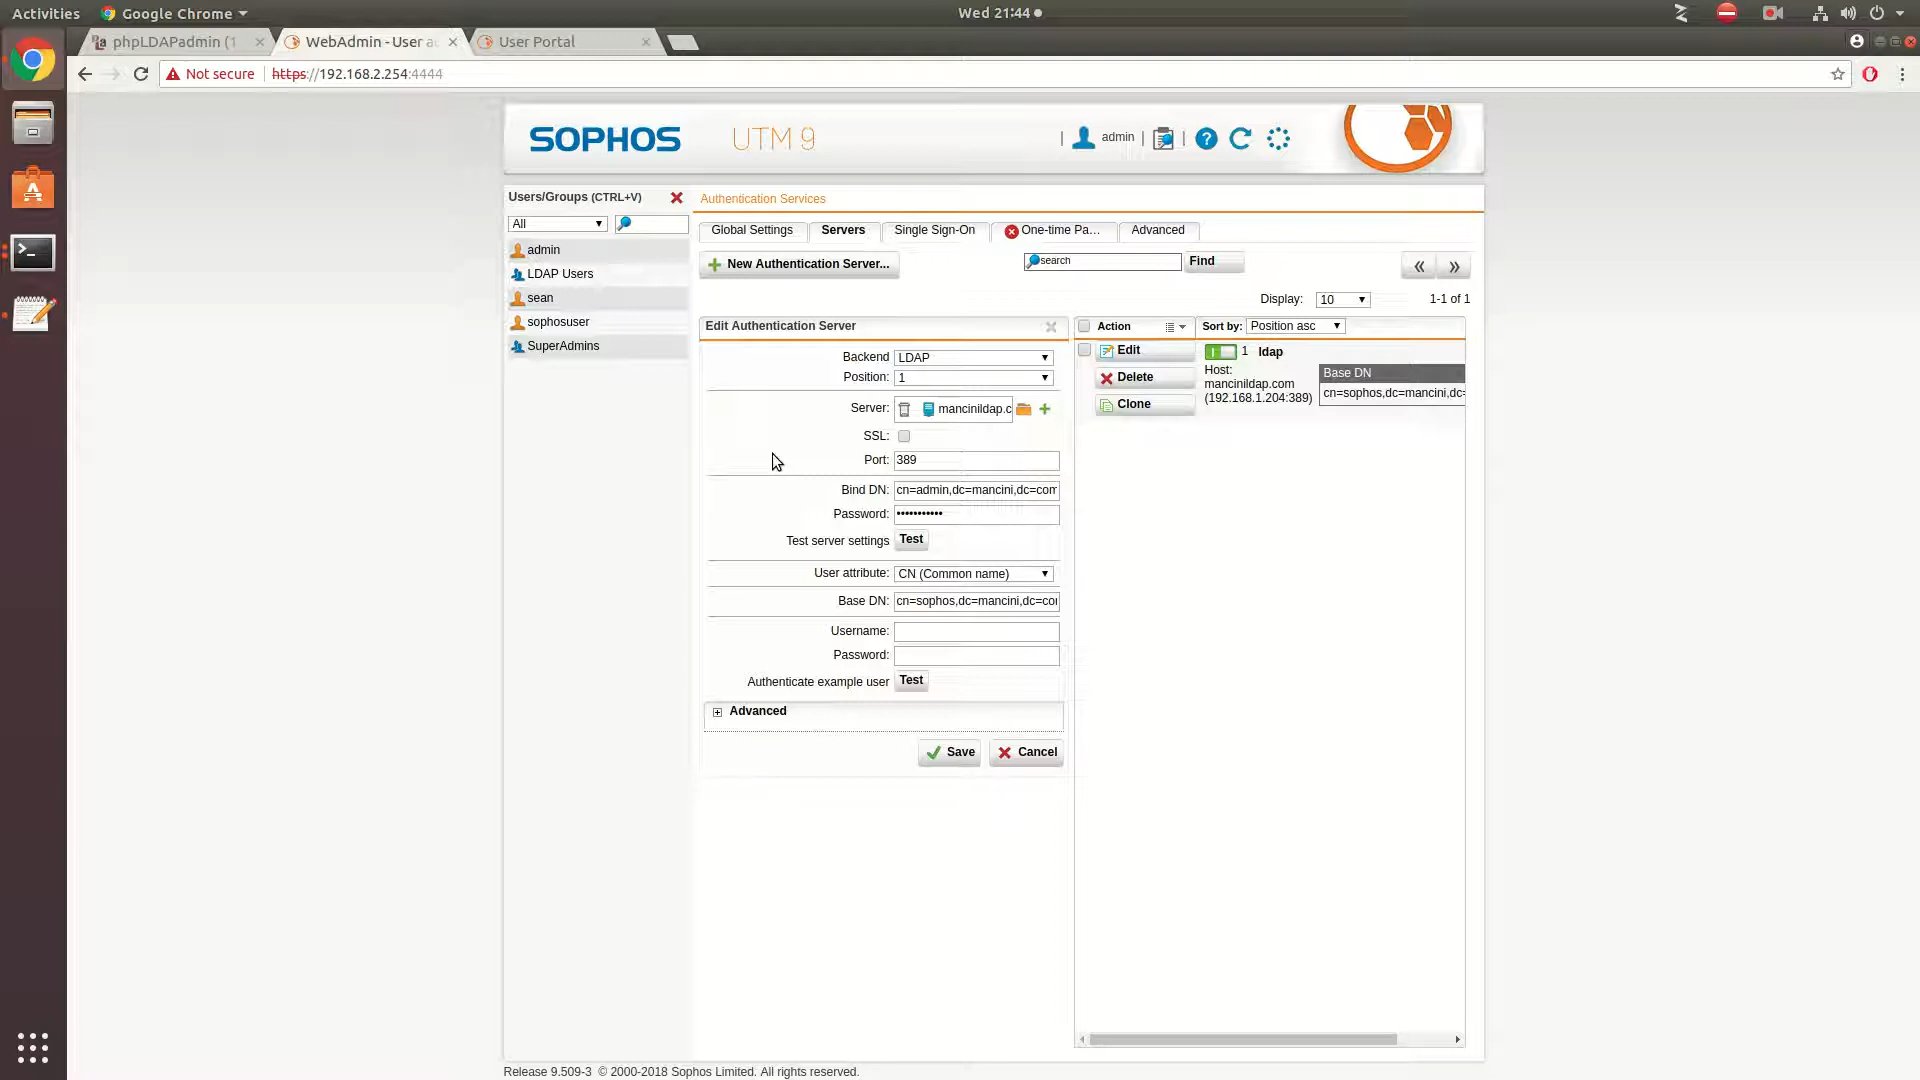 Activities
Google Chrome
Wed 21:44
phpLDAPadmin (1
WebAdmin - User a
User Portal
Not secure
https://192.168.2.254:4444
SOPHOS
UTM 9
| admin | |
Users/Groups (CTRL+V)
All
admin
LDAP Users
sean
sophosuser
SuperAdmins
Authentication Services
Global Settings
Servers
Single Sign-On
One-time Pa...
Advanced
New Authentication Server...
search
Find
«
»
Display:
10
1-1 of 1
Edit Authentication Server
Backend
LDAP
Position:
1
Server:
mancinildap.c
SSL:
Port:
389
Bind DN:
cn=admin,dc=mancini,dc=com
Password:
•••••••••••
Test server settings
Test
User attribute:
CN (Common name)
Base DN:
cn=sophos,dc=mancini,dc=co
Username:
Password:
Authenticate example user
Test
Advanced
Save
Cancel
Action
Sort by:
Position asc
Edit
Delete
Clone
1
ldap
Host:
mancinildap.com
(192.168.1.204:389)
Base DN
cn=sophos,dc=mancini,dc=
Release 9.509-3 © 2000-2018 Sophos Limited. All rights reserved.